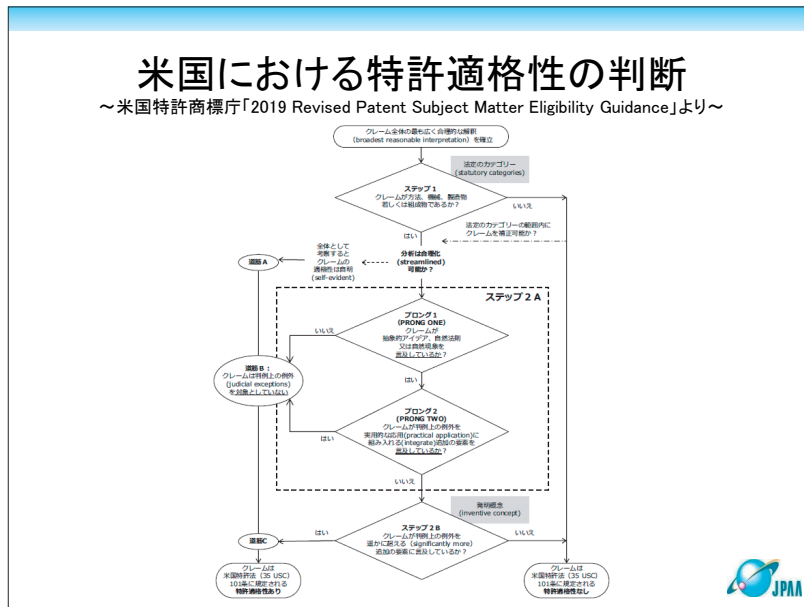 米国における特許適格性の判断
～米国特許商標庁「2019 Revised Patent Subject Matter Eligibility Guidance」より～
クレーム全体の最も広く合理的な解釈
(broadest reasonable interpretation) を確立
法定のカテゴリー
(statutory categories)
ステップ1
クレームが方法、機械、製造物
若しくは組成物であるか?
いいえ
はい
法定のカテゴリーの範囲内に
クレームを補正可能か?
分析は合理化
(streamlined)
可能か?
全体として
考察すると
クレームの
適格性は自明
(self-evident)
道筋A
ステップ2A
プロング1
(PRONG ONE)
クレームが
抽象的アイデア、自然法則
又は自然現象を
言及しているか?
いいえ
はい
道筋B:
クレームは判例上の例外
(judicial exceptions)
を対象としていない
プロング2
(PRONG TWO)
クレームが判例上の例外を
実用的な応用(practical application)に
組み入れる(integrate)追加の要素を
言及しているか?
はい
いいえ
発明概念
(inventive concept)
ステップ2B
クレームが判例上の例外を
遥かに超える(significantly more)
追加の要素に言及しているか?
はい
いいえ
道筋C
クレームは
米国特許法(35 USC)
101条に規定される
特許適格性あり
クレームは
米国特許法(35 USC)
101条に規定される
特許適格性なし
JPAA